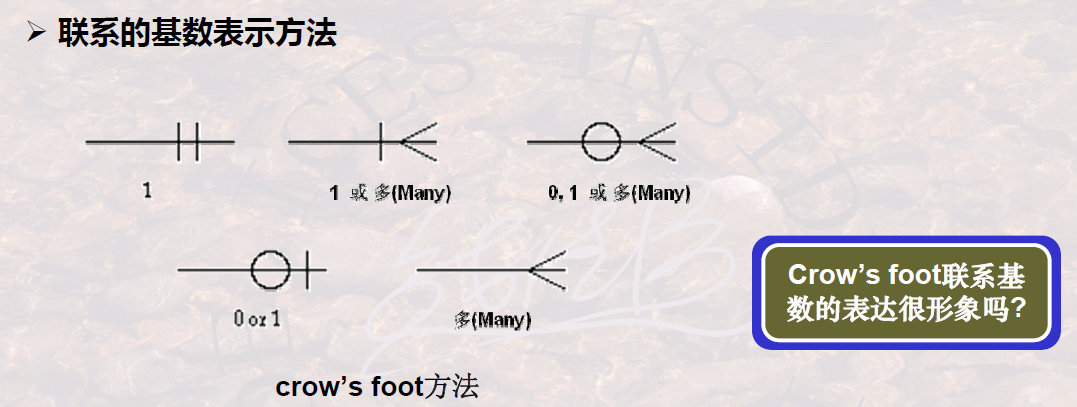 ➢ 联系的基数表示方法
1
1 或 多(Many)
0, 1 或 多(Many)
0 or 1
多(Many)
Crow's foot联系基
数的表达很形象吗?
crow's foot方法